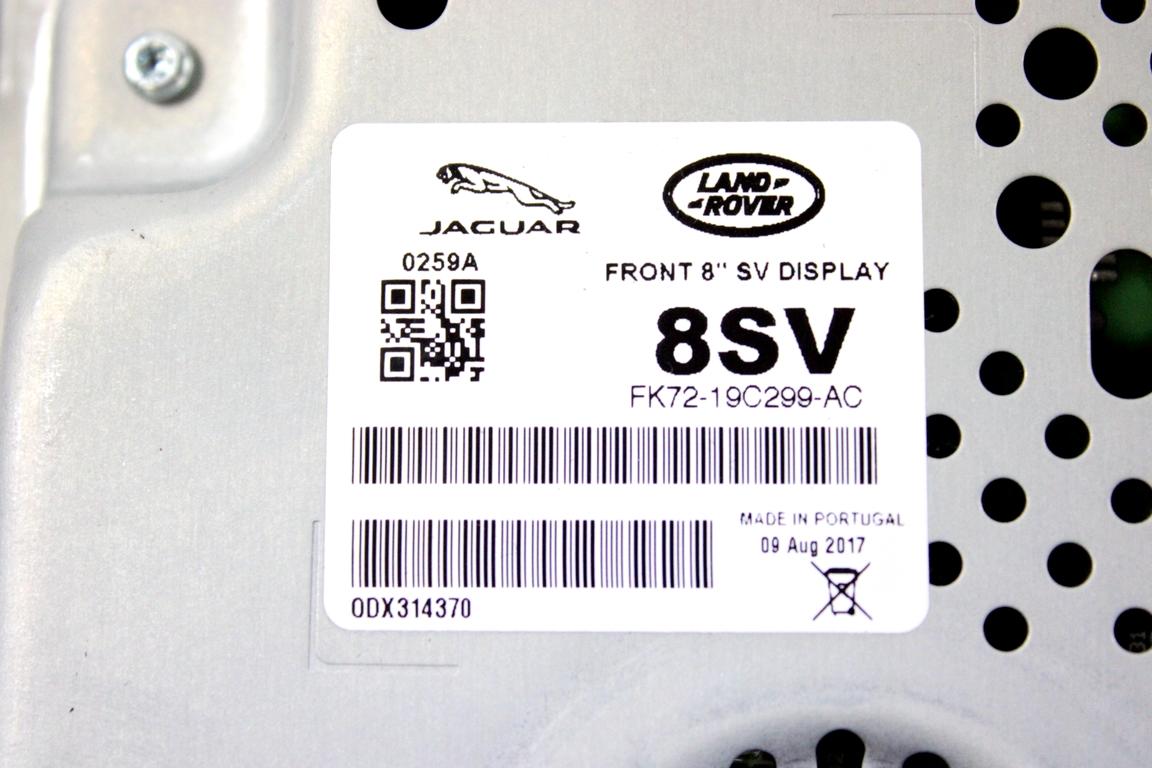 JAGUAR
LAND
ROVER
0259A
FRONT 8" SV DISPLAY
8SV
FK72-19C299-AC
MADE IN PORTUGAL
09 Aug 2017
0DX314370